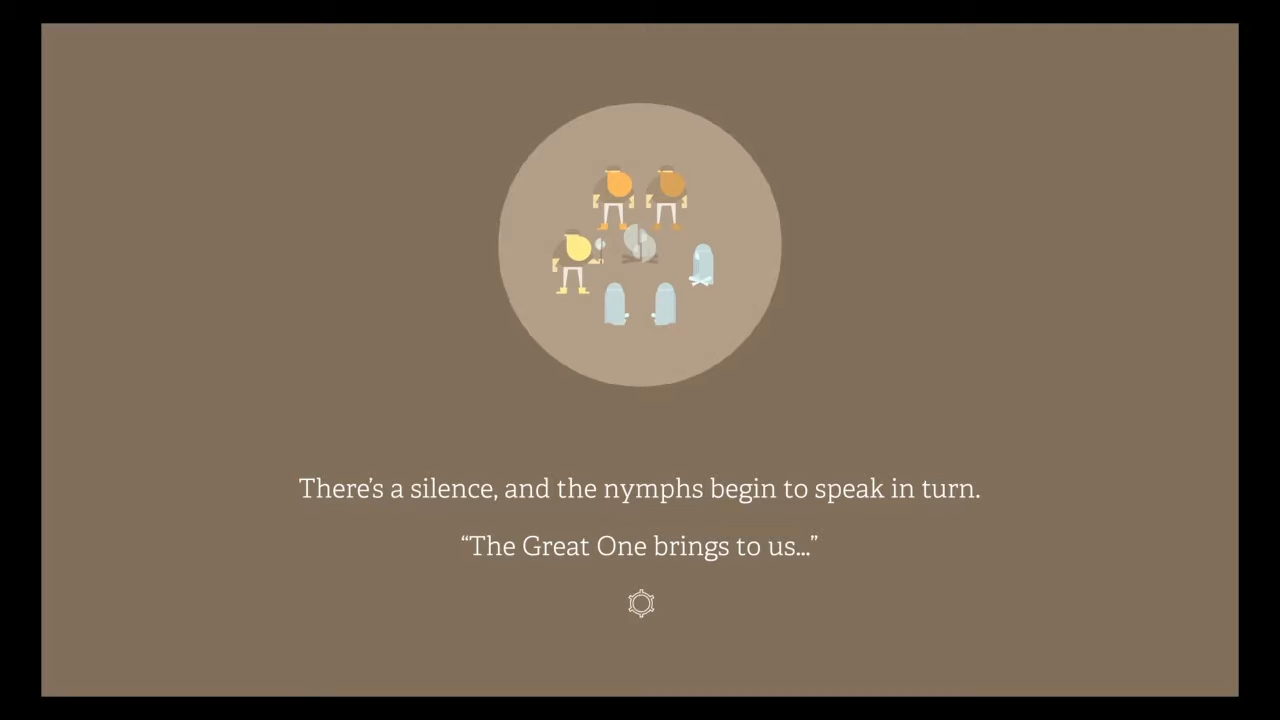 There’s a silence, and the nymphs begin to speak in turn.
“The Great One brings to us...”